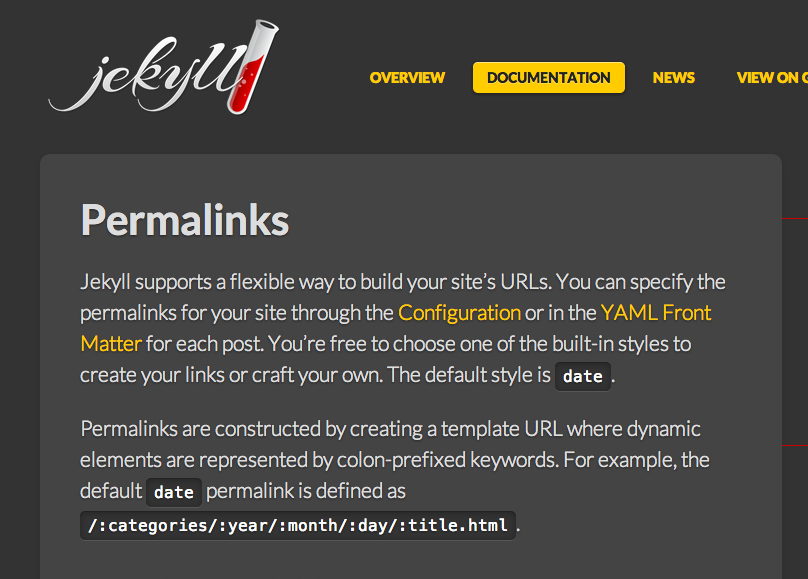 jekyll
OVERVIEW DOCUMENTATION NEWS VIEW ON
Permalinks
Jekyll supports a flexible way to build your site’s URLs. You can specify the
permalinks for your site through the Configuration or in the YAML Front
Matter for each post. You’re free to choose one of the built-in styles to
create your links or craft your own. The default style is date.
Permalinks are constructed by creating a template URL where dynamic
elements are represented by colon-prefixed keywords. For example, the
default date permalink is defined as
/:categories/:year/:month/:day/:title.html.